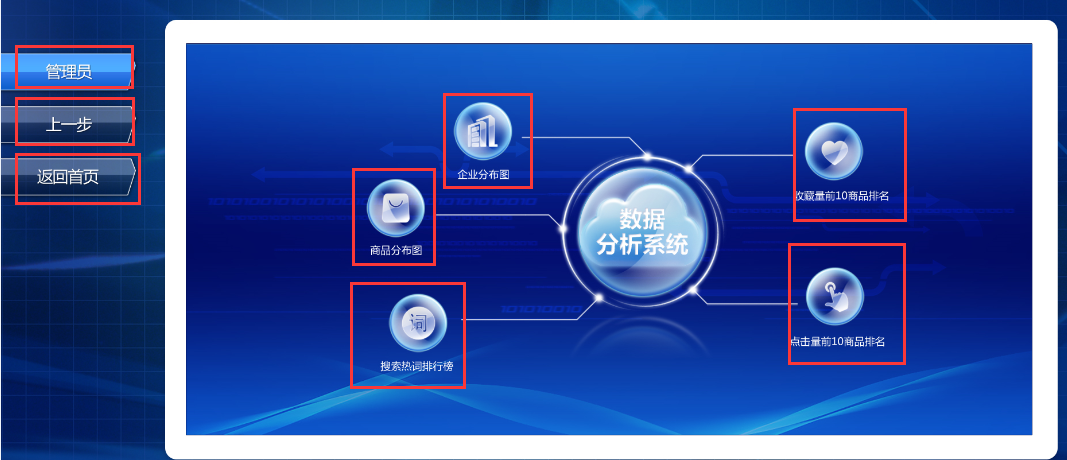 管理员
上一步
返回首页
企业分布图
商品分布图
词
搜索热词排行榜
数据
分析系统
收藏量前10商品排名
点击量前10商品排名